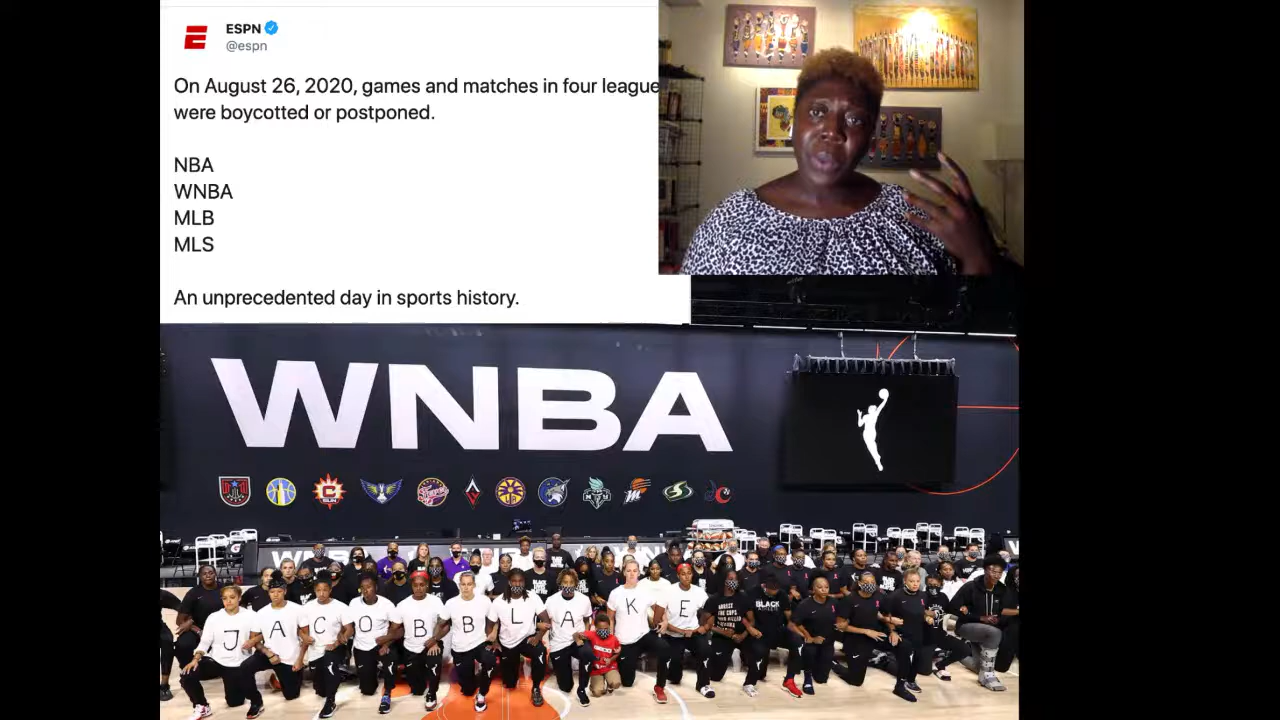 ESPN
@espn
On August 26, 2020, games and matches in four league
were boycotted or postponed.
NBA
WNBA
MLB
MLS
An unprecedented day in sports history.
WNBA
J A C O B B L A K E
BLACK